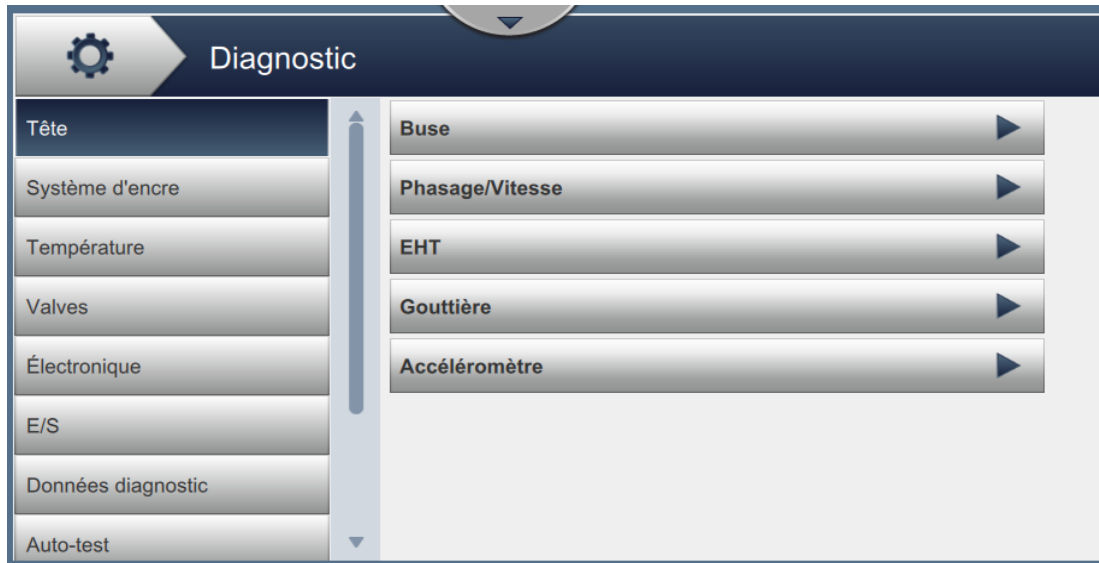 Diagnostic
Tête
Système d'encre
Température
Valves
Électronique
E/S
Données diagnostic
Auto-test
Buse
Phasage/Vitesse
EHT
Gouttière
Accéléromètre